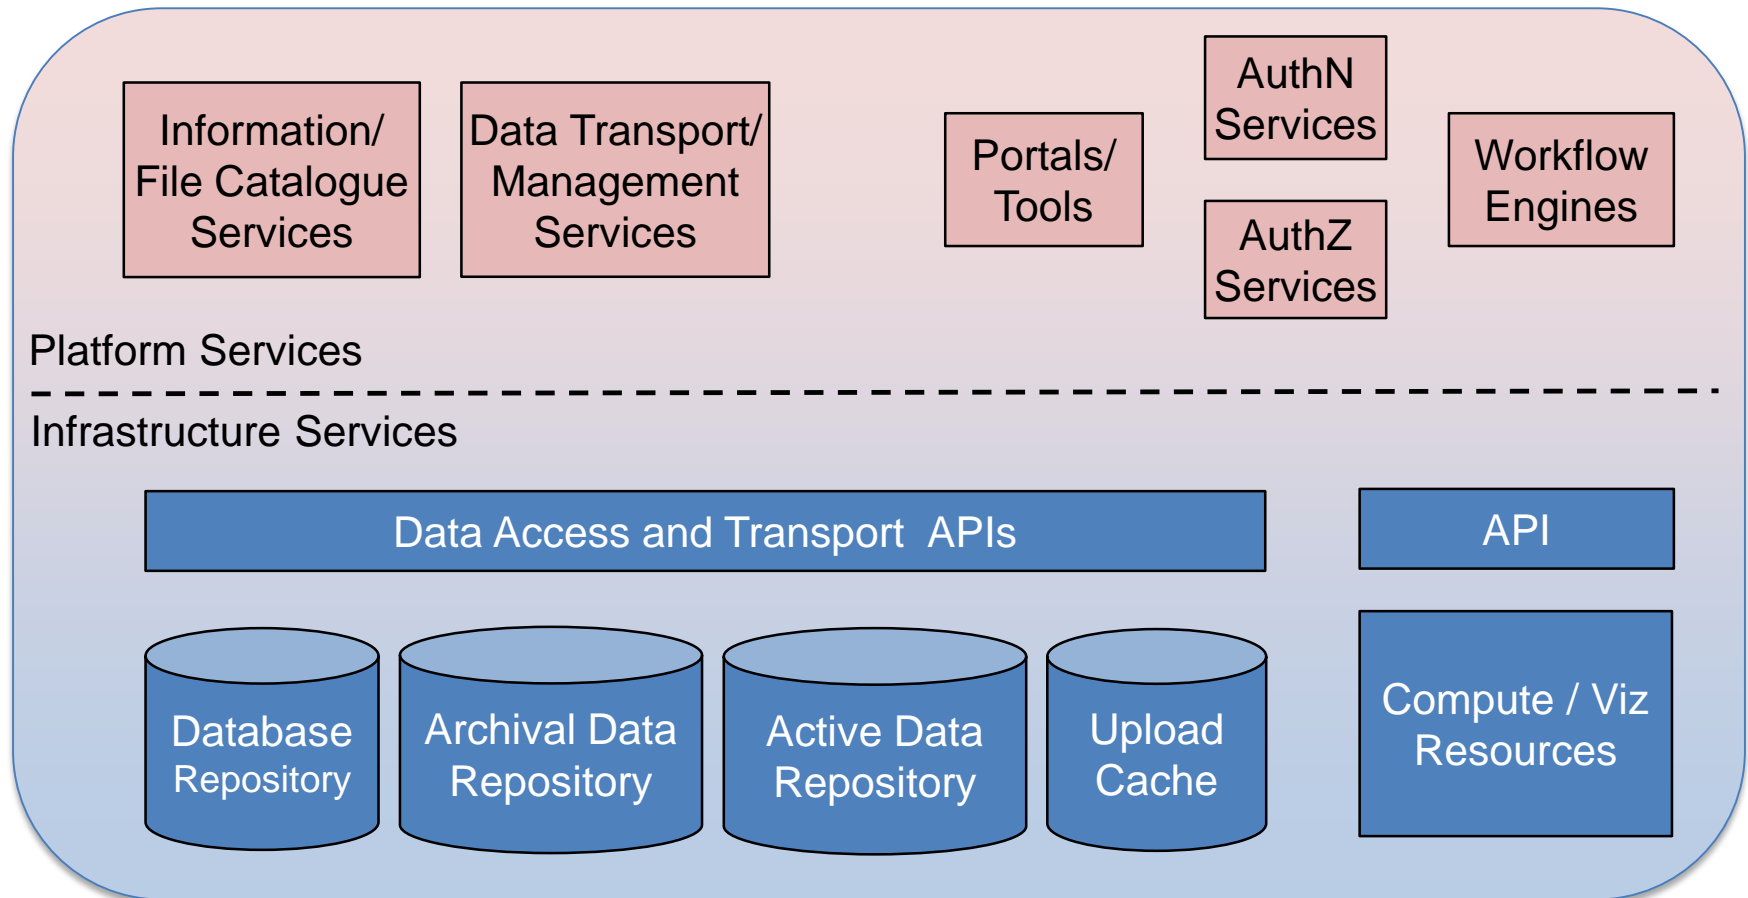 Information/
File Catalogue
Services
Data Transport/
Management
Services
Portals/
Tools
AuthN
Services
AuthZ
Services
Workflow
Engines
Platform Services
Infrastructure Services
Data Access and Transport  APIs
API
Database
Repository
Archival Data
Repository
Active Data
Repository
Upload
Cache
Compute / Viz
Resources